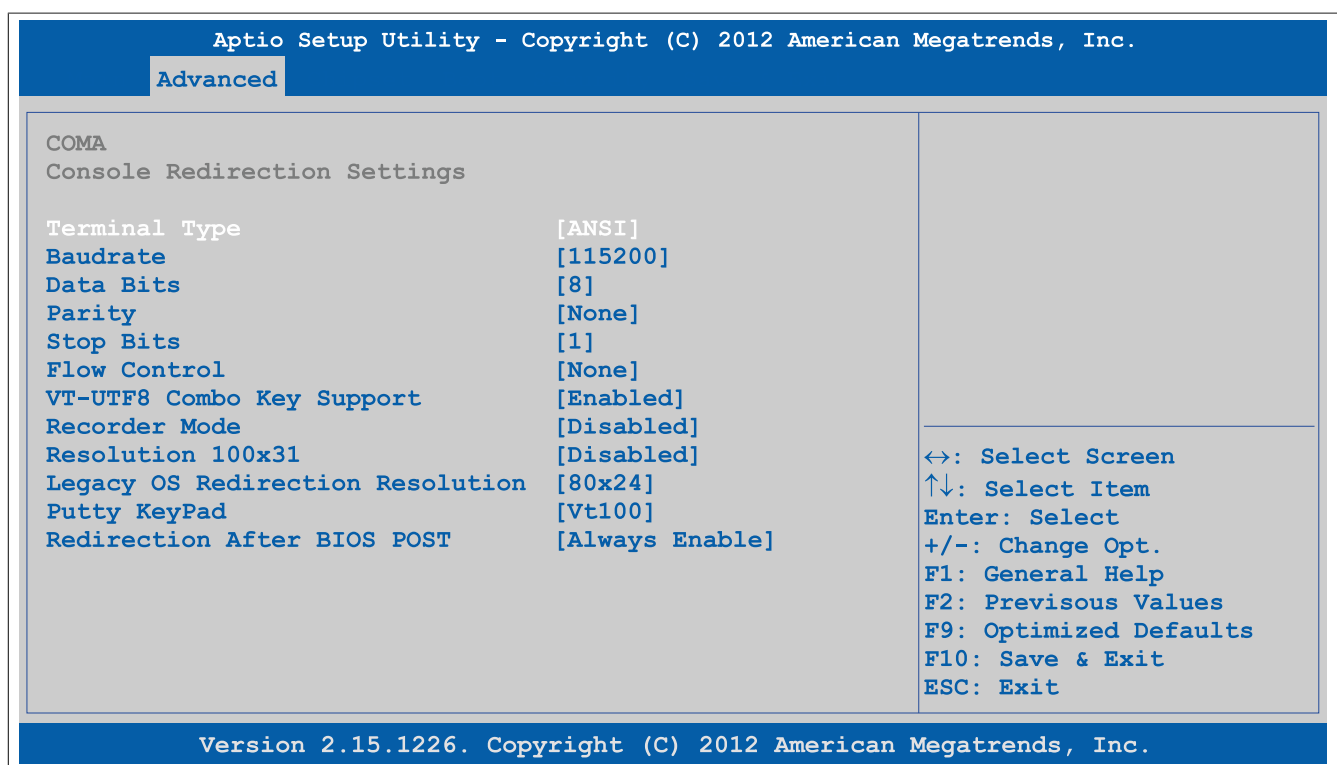 Aptio Setup Utility - Copyright (C) 2012 American Megatrends, Inc.
Advanced
COMA
Console Redirection Settings
Terminal Type [ANSI]
Baudrate [115200]
Data Bits [8]
Parity [None]
Stop Bits [1]
Flow Control [None]
VT-UTF8 Combo Key Support [Enabled]
Recorder Mode [Disabled]
Resolution 100x31 [Disabled]
Legacy OS Redirection Resolution [80x24]
Putty KeyPad [Vt100]
Redirection After BIOS POST [Always Enable]
↔: Select Screen
↑↓: Select Item
Enter: Select
+/-: Change Opt.
F1: General Help
F2: Previsous Values
F9: Optimized Defaults
F10: Save & Exit
ESC: Exit
Version 2.15.1226. Copyright (C) 2012 American Megatrends, Inc.